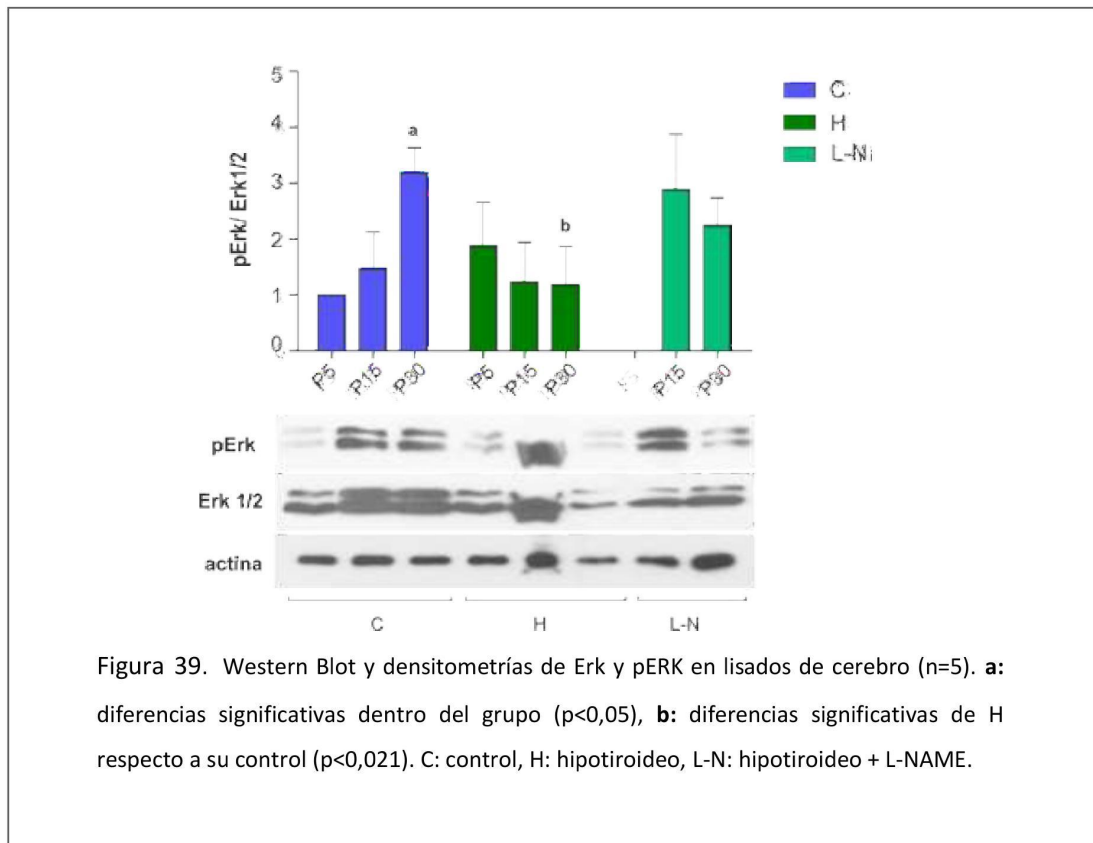 5
4
3
2
1
0
pErk/ Erk1/2
a
b
C
H
L-N
P5 P15 P30 P5 P15 P30 P15 P30
pErk
Erk 1/2
actina
C H L-N
Figura 39. Western Blot y densitometrías de Erk y pERK en lisados de cerebro (n=5). a:
diferencias significativas dentro del grupo (p<0,05), b: diferencias significativas de H
respecto a su control (p<0,021). C: control, H: hipotiroideo, L-N: hipotiroideo + L-NAME.